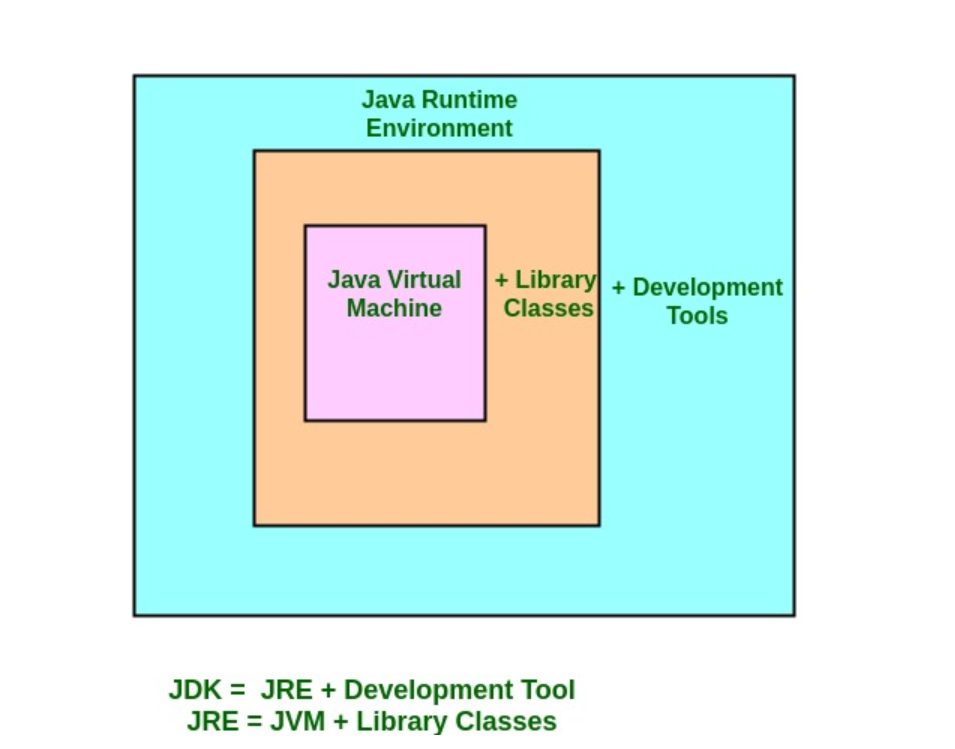 Java Runtime
Environment
Java Virtual
Machine
+ Library
Classes
+ Development
Tools
JDK = JRE + Development Tool
JRE = JVM + Library Classes